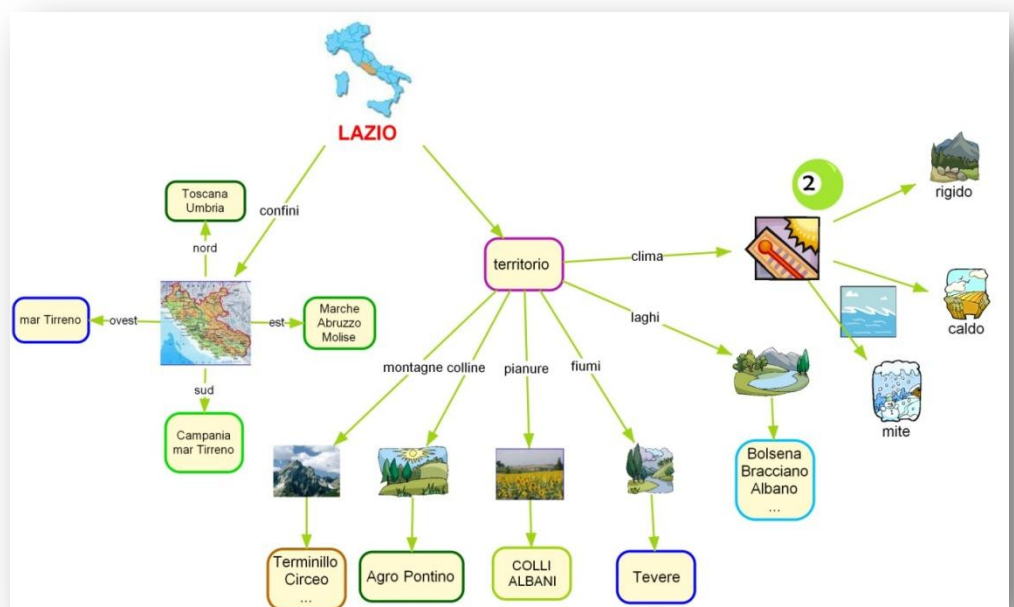 LAZIO
confini
Toscana
Umbria
nord
mar Tirreno
ovest
est
Marche
Abruzzo
Molise
sud
Campania
mar Tirreno
territorio
clima
2
rigido
caldo
mite
laghi
Bolsena
Bracciano
Albano
...
montagne
colline
pianure
fiumi
Terminillo
Circeo
...
Agro Pontino
COLLI
ALBANI
Tevere